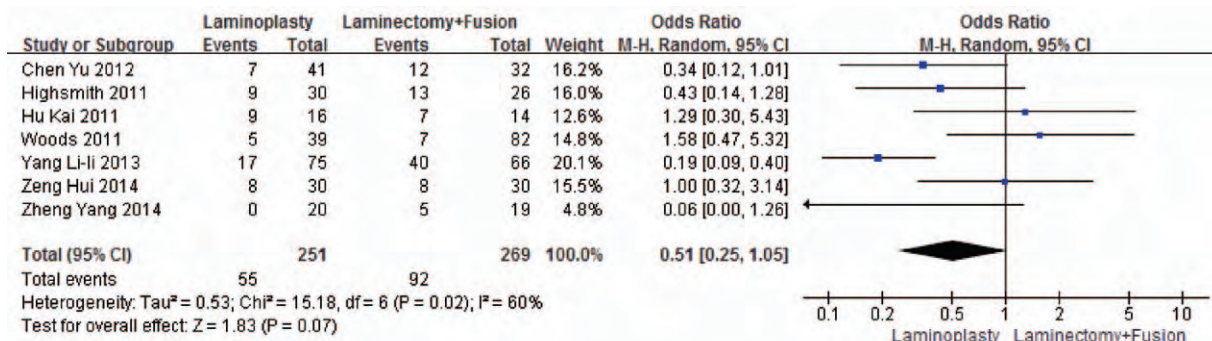 Laminoplasty Laminectomy+Fusion Odds Ratio Odds Ratio
Study or Subgroup Events Total Events Total Weight M-H, Random, 95% CI M-H, Random, 95% CI
Chen Yu 2012 7 41 12 32 16.2% 0.34 [0.12, 1.01]
Highsmith 2011 9 30 13 26 16.0% 0.43 [0.14, 1.28]
Hu Kai 2011 9 16 7 14 12.6% 1.29 [0.30, 5.43]
Woods 2011 5 39 7 82 14.8% 1.58 [0.47, 5.32]
Yang Li-li 2013 17 75 40 66 20.1% 0.19 [0.09, 0.40]
Zeng Hui 2014 8 30 8 30 15.5% 1.00 [0.32, 3.14]
Zheng Yang 2014 0 20 5 19 4.8% 0.06 [0.00, 1.26]
Total (95% CI) 251 269 100.0% 0.51 [0.25, 1.05]
Total events 55 92
Heterogeneity: Tau² = 0.53; Chi² = 15.18, df = 6 (P = 0.02); I² = 60%
Test for overall effect: Z = 1.83 (P = 0.07)
0.1 0.2 0.5 1 2 5 10
Laminoplasty Laminectomy+Fusion